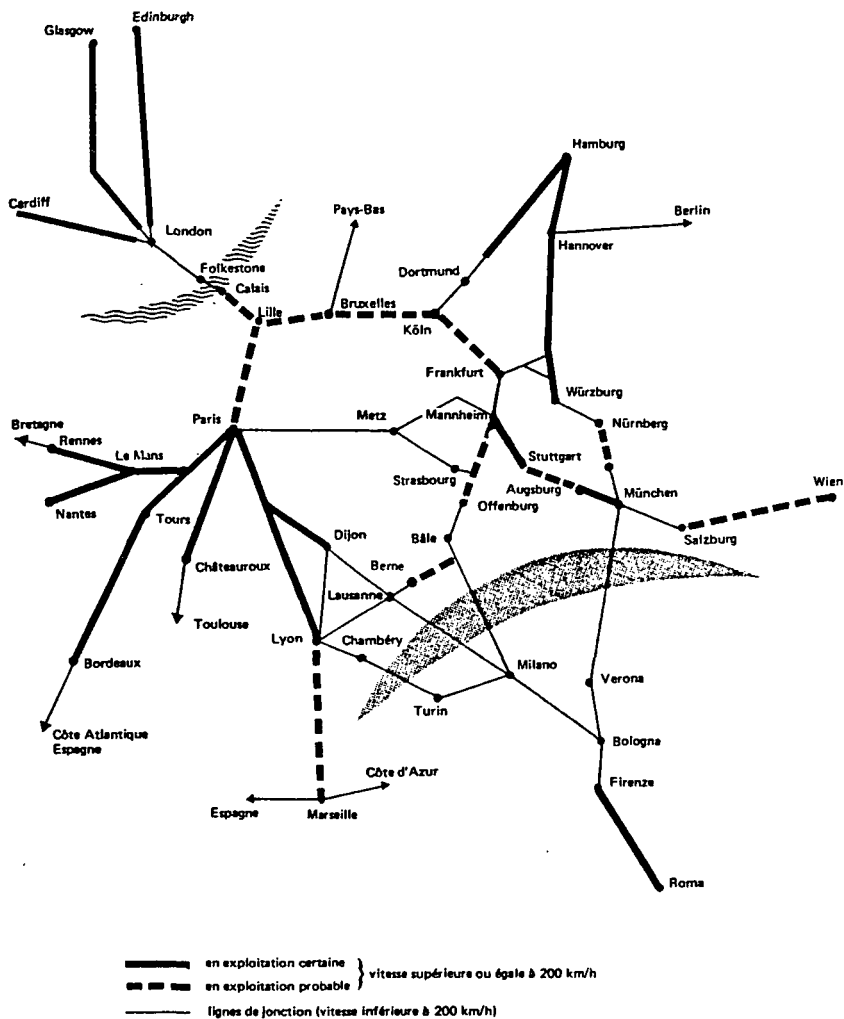 Edinburgh
Glasgow
Hamburg
Cardiff
Pays-Bas
Berlin
London
Hannover
Folkestone
Dortmund
Calais
Lille
Bruxelles
Köln
Frankfurt
Würzburg
Bretagne
Paris
Metz
Mannheim
Nürnberg
Rennes
Le Mans
Stuttgart
Strasbourg
Augsburg
Wien
Nantes
Offenburg
München
Tours
Salzburg
Dijon
Bâle
Châteauroux
Berne
Lausanne
Toulouse
Lyon
Chambéry
Bordeaux
Milano
Verona
Turin
Côte Atlantique
Espagne
Bologna
Côte d'Azur
Firenze
Espagne
Marseille
Roma
en exploitation certaine
vitesse supérieure ou égale à 200 km/h
en exploitation probable
lignes de jonction (vitesse inférieure à 200 km/h)